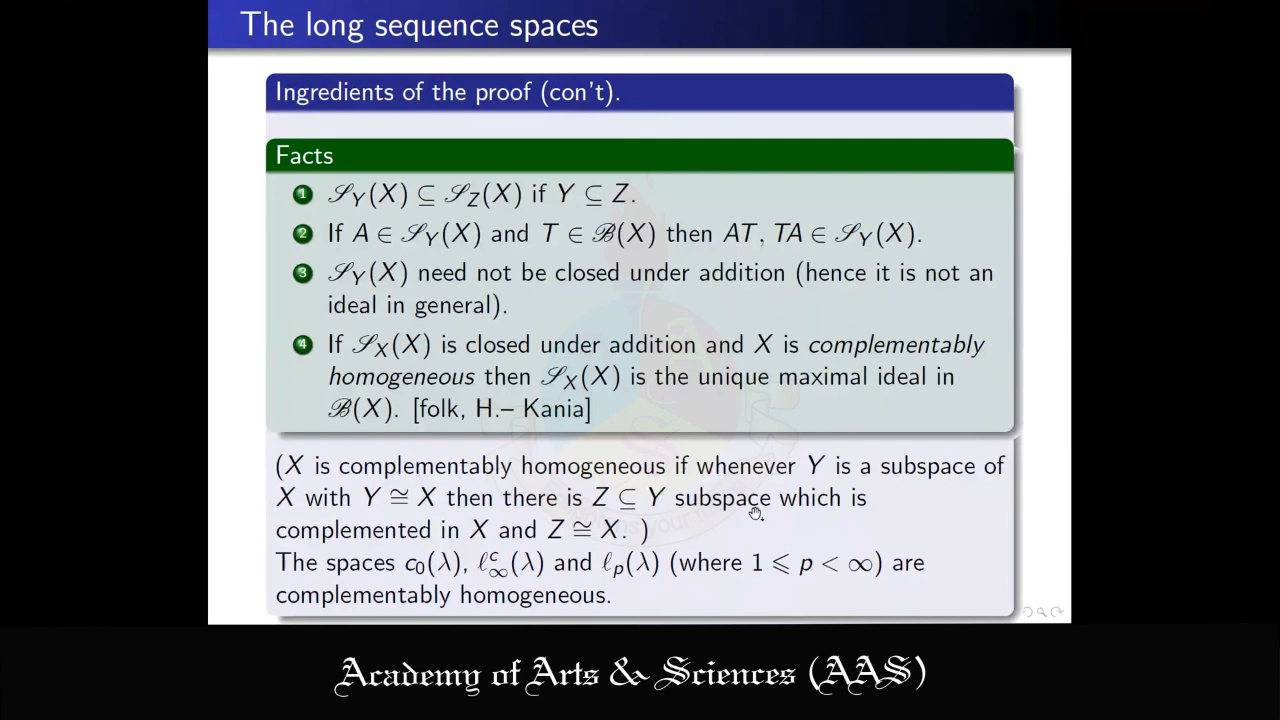 The long sequence spaces
Ingredients of the proof (con't).
Facts
1 𝒮_Y(X) ⊆ 𝒮_Z(X) if Y ⊆ Z.
2 If A ∈ 𝒮_Y(X) and T ∈ ℬ(X) then AT, TA ∈ 𝒮_Y(X).
3 𝒮_Y(X) need not be closed under addition (hence it is not an
ideal in general).
4 If 𝒮_X(X) is closed under addition and X is complementably
homogeneous then 𝒮_X(X) is the unique maximal ideal in
ℬ(X). [folk, H.– Kania]
(X is complementably homogeneous if whenever Y is a subspace of
X with Y ≅ X then there is Z ⊆ Y subspace which is
complemented in X and Z ≅ X. )
The spaces c₀(λ), ℓ^c_∞(λ) and ℓ_p(λ) (where 1 ⩽ p < ∞) are
complementably homogeneous.
Academy of Arts & Sciences (AAS)